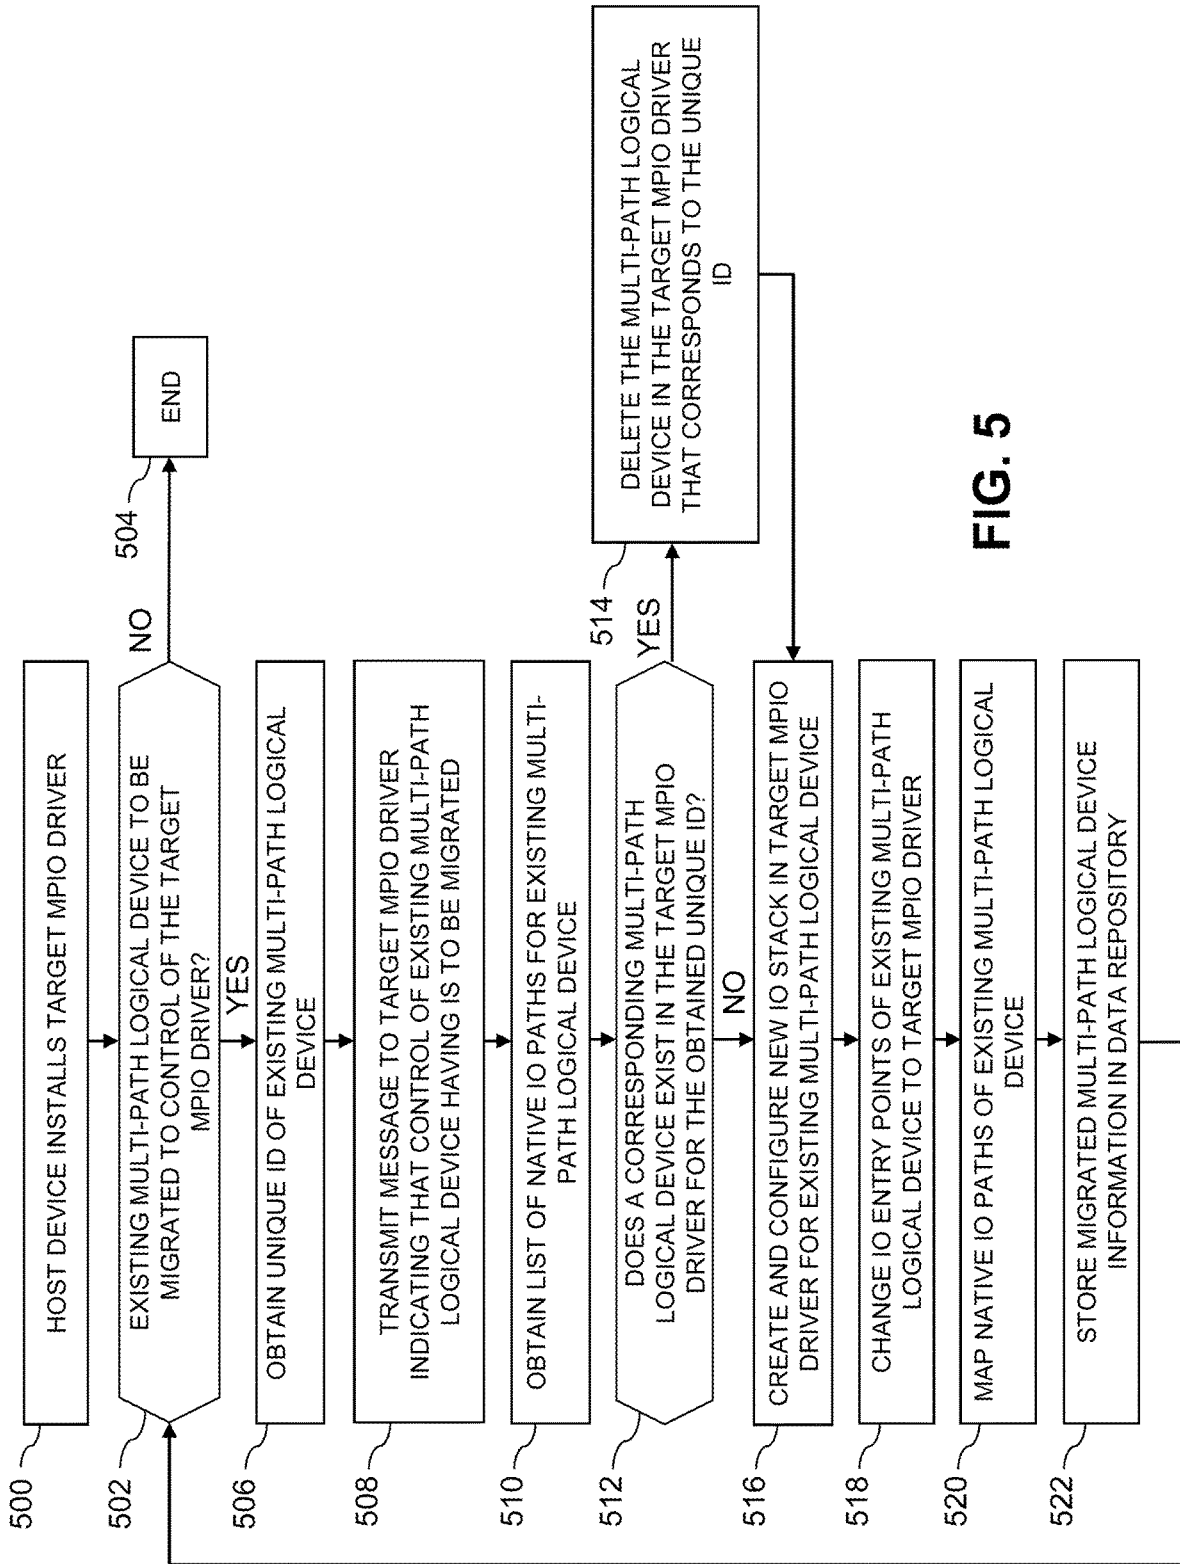 500
HOST DEVICE INSTALLS TARGET MPIO DRIVER
502
EXISTING MULTI-PATH LOGICAL DEVICE TO BE
MIGRATED TO CONTROL OF THE TARGET
MPIO DRIVER?
NO
504
END
YES
506
OBTAIN UNIQUE ID OF EXISTING MULTI-PATH LOGICAL
DEVICE
508
TRANSMIT MESSAGE TO TARGET MPIO DRIVER
INDICATING THAT CONTROL OF EXISTING MULTI-PATH
LOGICAL DEVICE HAVING IS TO BE MIGRATED
510
OBTAIN LIST OF NATIVE IO PATHS FOR EXISTING MULTI-
PATH LOGICAL DEVICE
512
DOES A CORRESPONDING MULTI-PATH
LOGICAL DEVICE EXIST IN THE TARGET MPIO
DRIVER FOR THE OBTAINED UNIQUE ID?
YES
514
DELETE THE MULTI-PATH LOGICAL
DEVICE IN THE TARGET MPIO DRIVER
THAT CORRESPONDS TO THE UNIQUE
ID
NO
516
CREATE AND CONFIGURE NEW IO STACK IN TARGET MPIO
DRIVER FOR EXISTING MULTI-PATH LOGICAL DEVICE
518
CHANGE IO ENTRY POINTS OF EXISTING MULTI-PATH
LOGICAL DEVICE TO TARGET MPIO DRIVER
520
MAP NATIVE IO PATHS OF EXISTING MULTI-PATH LOGICAL
DEVICE
522
STORE MIGRATED MULTI-PATH LOGICAL DEVICE
INFORMATION IN DATA REPOSITORY
FIG. 5